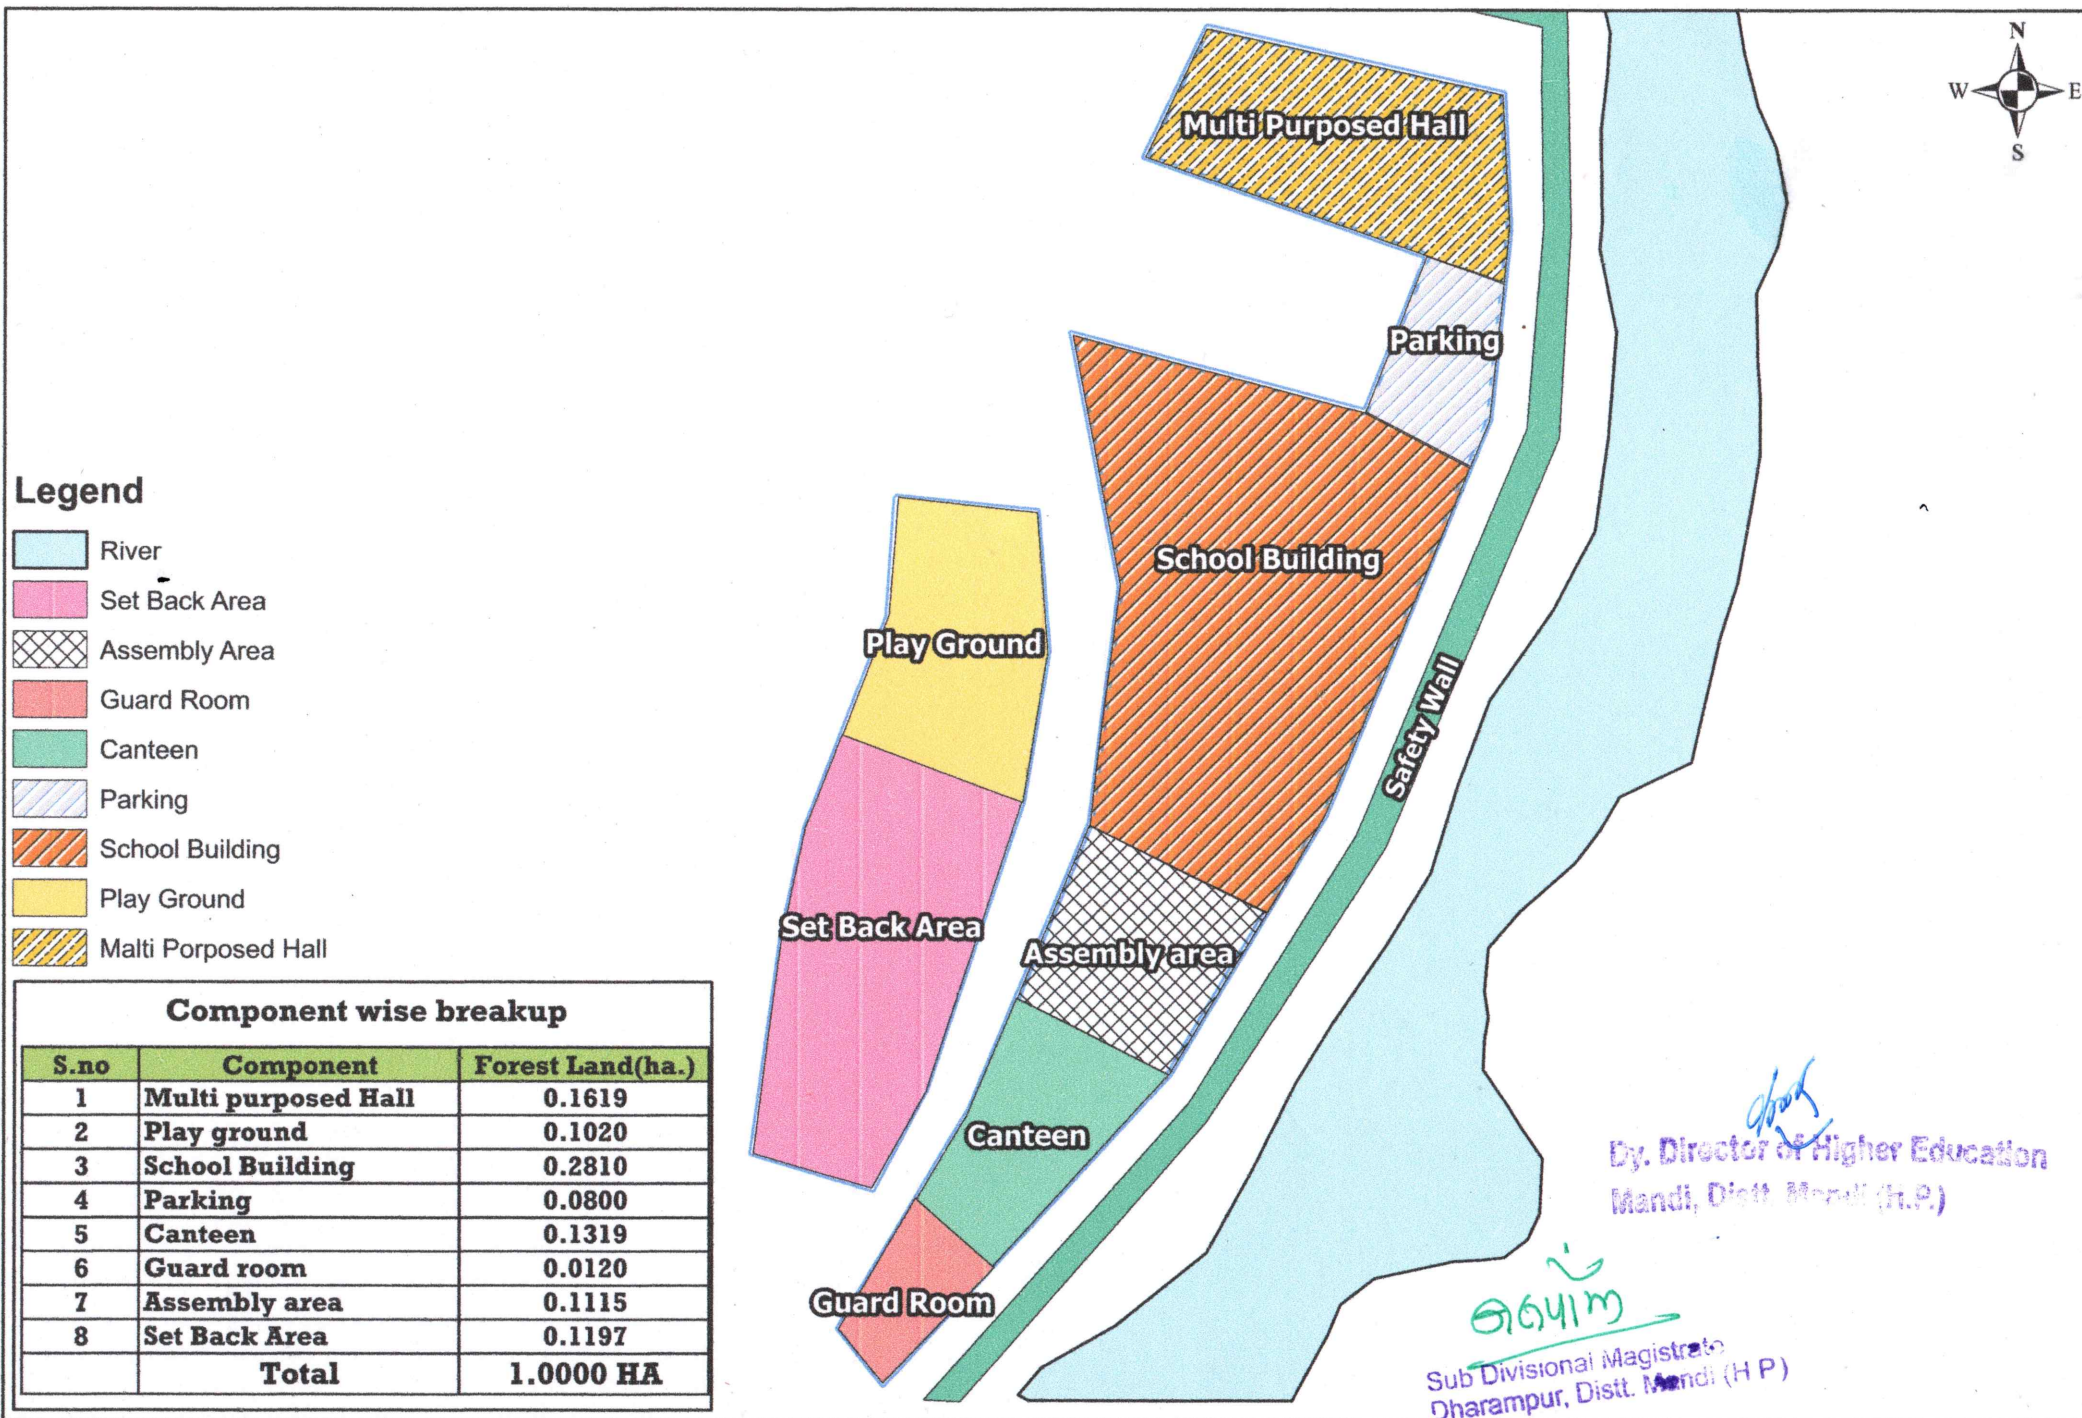 N
W E
S
Multi Purposed Hall
Parking
School Building
Play Ground
Safety Wall
Set Back Area
Assembly area
Canteen
Guard Room
Legend
River
Set Back Area
Assembly Area
Guard Room
Canteen
Parking
School Building
Play Ground
Malti Porposed Hall
Component wise breakup
S.no Component Forest Land(ha.)
1 Multi purposed Hall 0.1619
2 Play ground 0.1020
3 School Building 0.2810
4 Parking 0.0800
5 Canteen 0.1319
6 Guard room 0.0120
7 Assembly area 0.1115
8 Set Back Area 0.1197
Total 1.0000 HA
Dy. Director of Higher Education
Mandi, Distt. Mandi (H.P.)
Sub Divisional Magistrate
Dharampur, Distt. Mandi (H P)